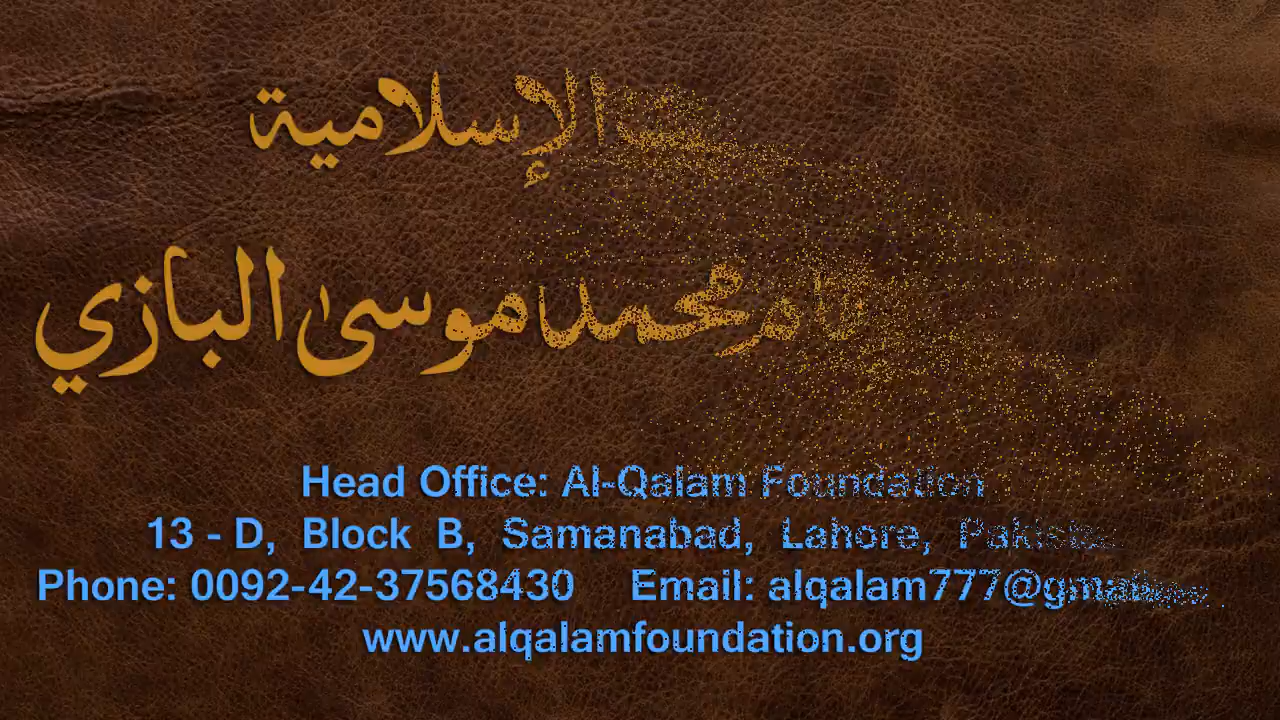 الإسلامية
محمد موسىٰ البازي
Head Office: Al-Qalam Foundation
13 - D, Block B, Samanabad, Lahore,
Phone: 0092-42-37568430 Email: alqalam777@gmail
www.alqalamfoundation.org